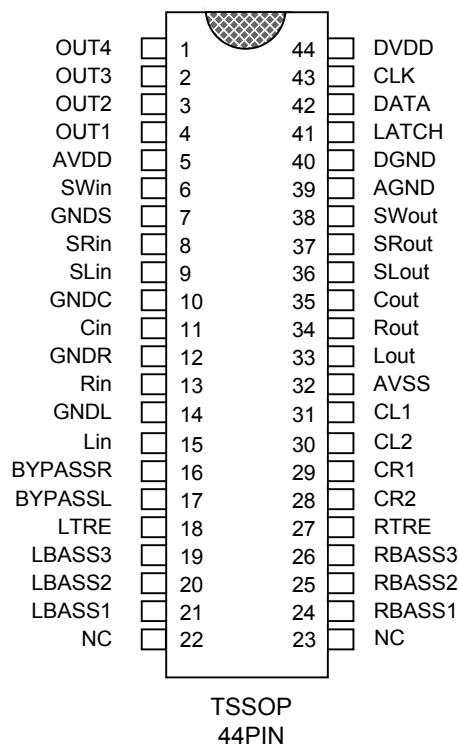 OUT4 1 44 DVDD
OUT3 2 43 CLK
OUT2 3 42 DATA
OUT1 4 41 LATCH
AVDD 5 40 DGND
SWin 6 39 AGND
GNDS 7 38 SWout
SRin 8 37 SRout
SLin 9 36 SLout
GNDC 10 35 Cout
Cin 11 34 Rout
GNDR 12 33 Lout
Rin 13 32 AVSS
GNDL 14 31 CL1
Lin 15 30 CL2
BYPASSR 16 29 CR1
BYPASSL 17 28 CR2
LTRE 18 27 RTRE
LBASS3 19 26 RBASS3
LBASS2 20 25 RBASS2
LBASS1 21 24 RBASS1
NC 22 23 NC
TSSOP
44PIN